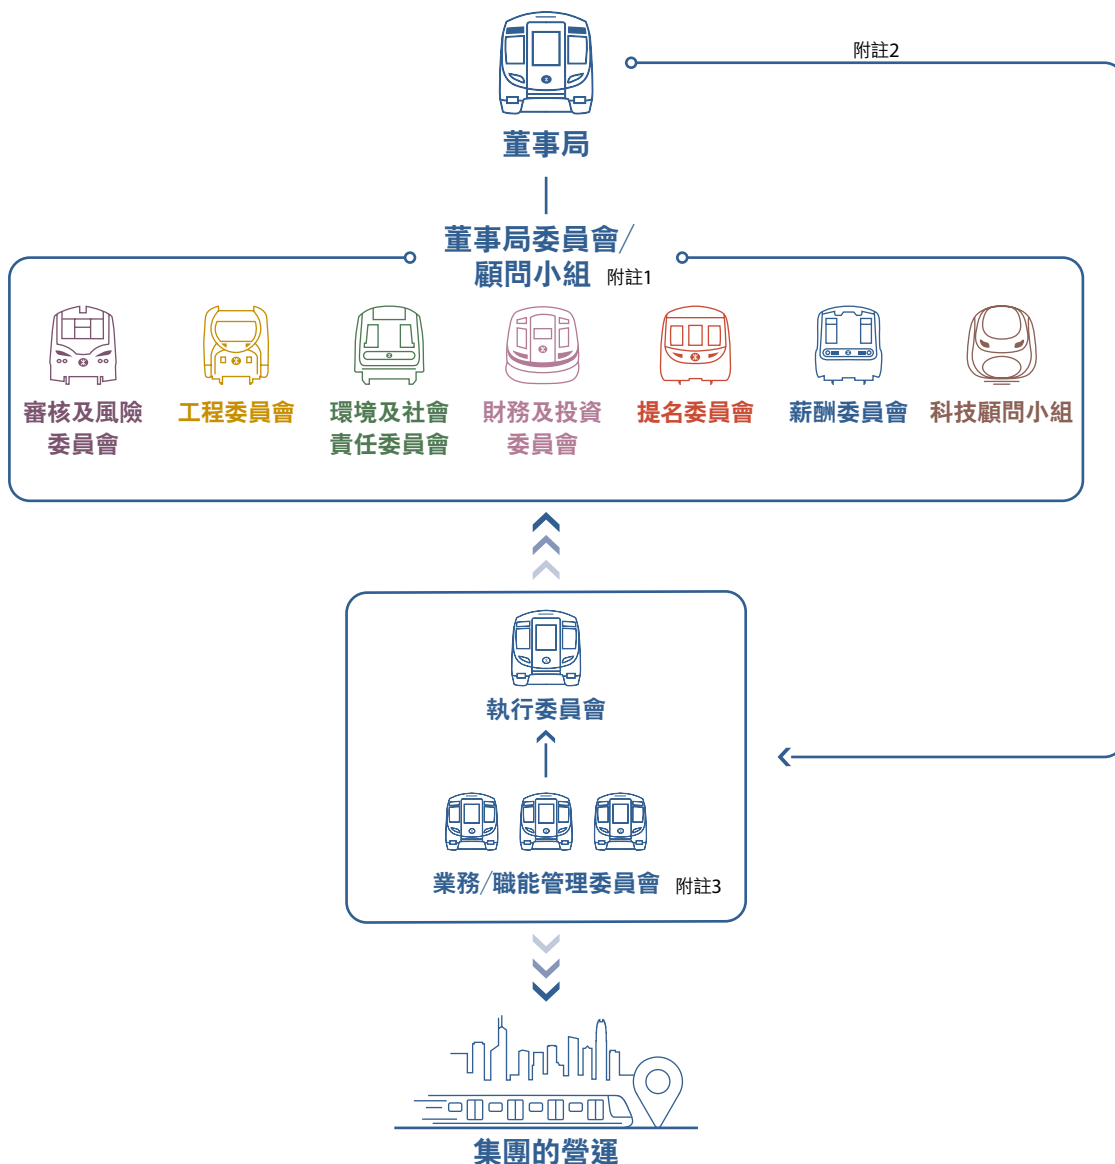 附註2
董事局
董事局委員會/
顧問小組 附註1
審核及風險
委員會
工程委員會
環境及社會
責任委員會
財務及投資
委員會
提名委員會
薪酬委員會
科技顧問小組
執行委員會
業務/職能管理委員會 附註3
集團的營運